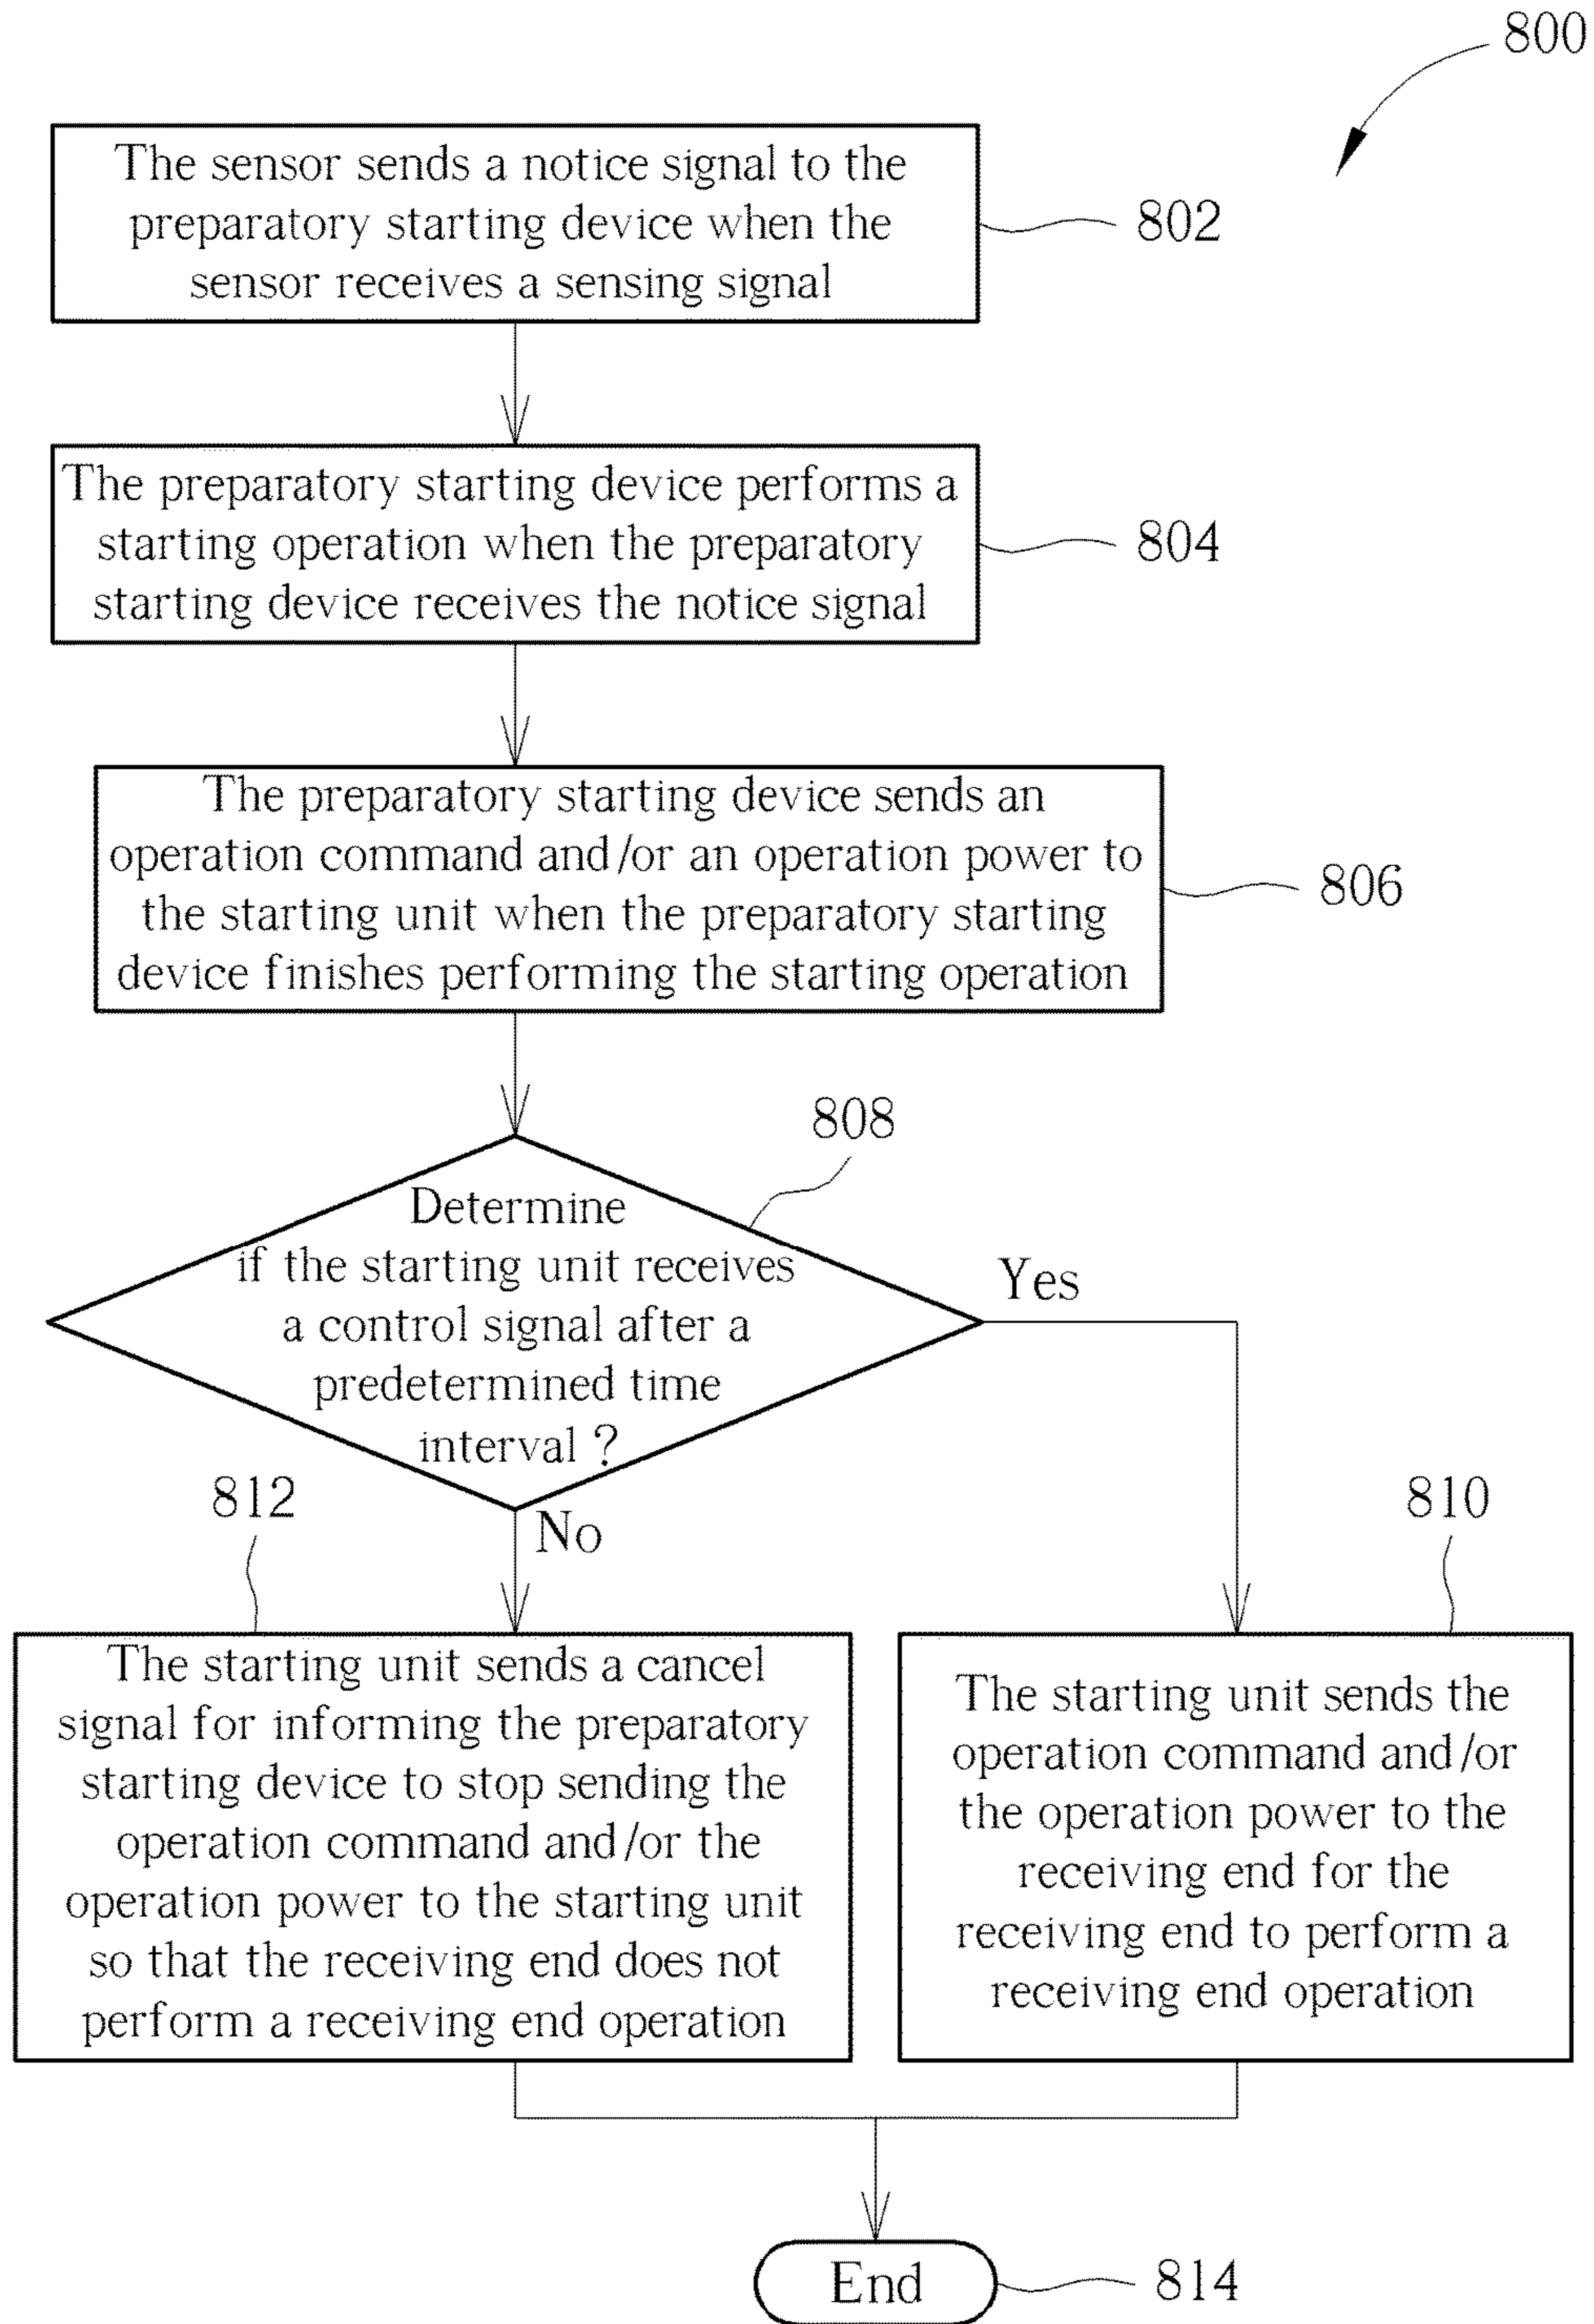 800
The sensor sends a notice signal to the
preparatory starting device when the
sensor receives a sensing signal
802
The preparatory starting device performs a
starting operation when the preparatory
starting device receives the notice signal
804
The preparatory starting device sends an
operation command and/or an operation power to
the starting unit when the preparatory starting
device finishes performing the starting operation
806
808
Determine
if the starting unit receives
a control signal after a
predetermined time
interval ?
Yes
No
812
The starting unit sends a cancel
signal for informing the preparatory
starting device to stop sending the
operation command and/or the
operation power to the starting unit
so that the receiving end does not
perform a receiving end operation
810
The starting unit sends the
operation command and/or
the operation power to the
receiving end for the
receiving end to perform a
receiving end operation
End
814